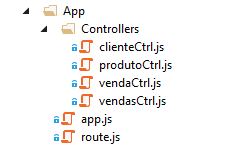 App
Controllers
clienteCtrl.js
produtoCtrl.js
vendaCtrl.js
vendasCtrl.js
app.js
route.js